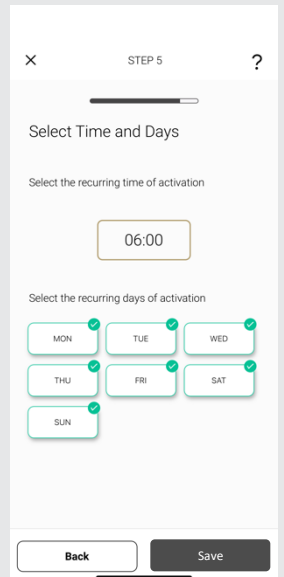 STEP 5 ?
Select Time and Days
Select the recurring time of activation
06:00
Select the recurring days of activation
MON TUE WED
THU FRI SAT
SUN
Back Save